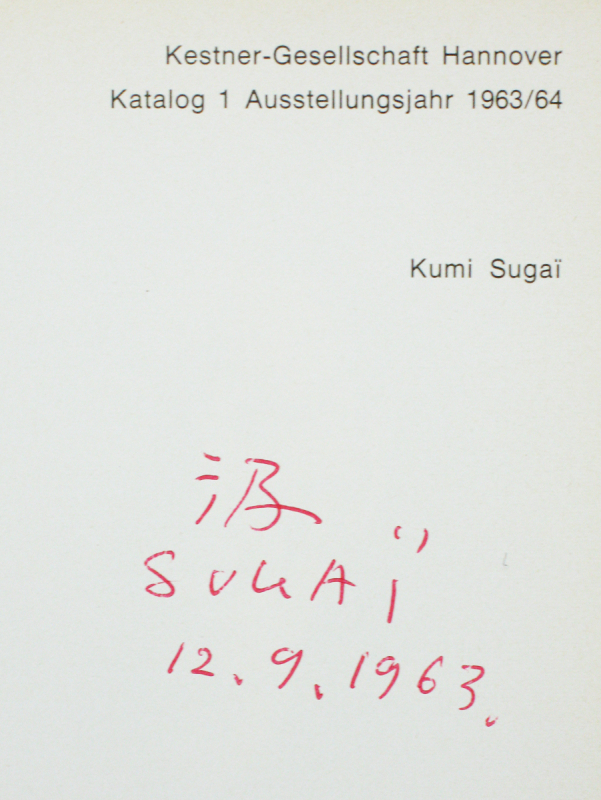 Kestner-Gesellschaft Hannover
Katalog 1 Ausstellungsjahr 1963/64
Kumi Sugaï
汲
SUGAÏ
12.9.1963.